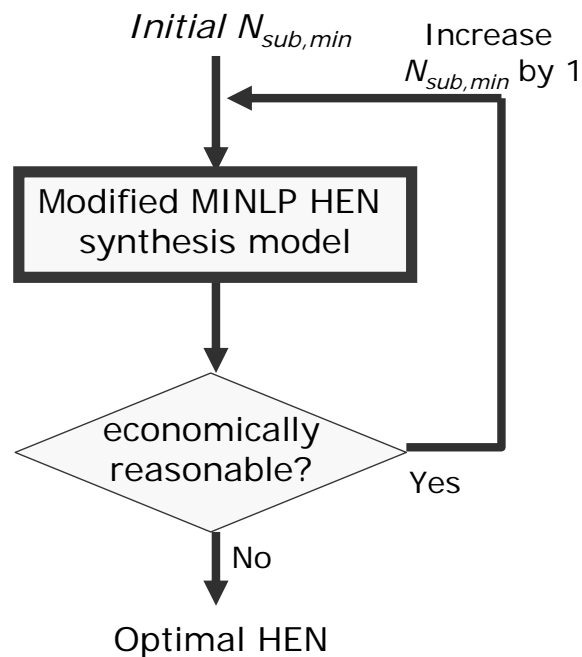 Initial N_sub,min
Increase
N_sub,min by 1
Modified MINLP HEN
synthesis model
economically
reasonable?
Yes
No
Optimal HEN